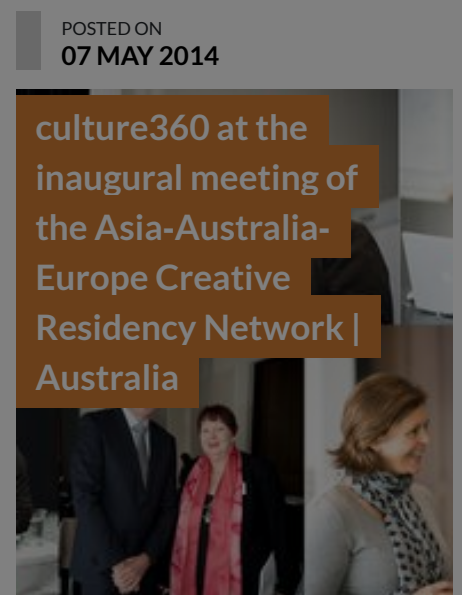 POSTED ON
07 MAY 2014
culture360 at the
inaugural meeting of
the Asia-Australia-
Europe Creative
Residency Network |
Australia